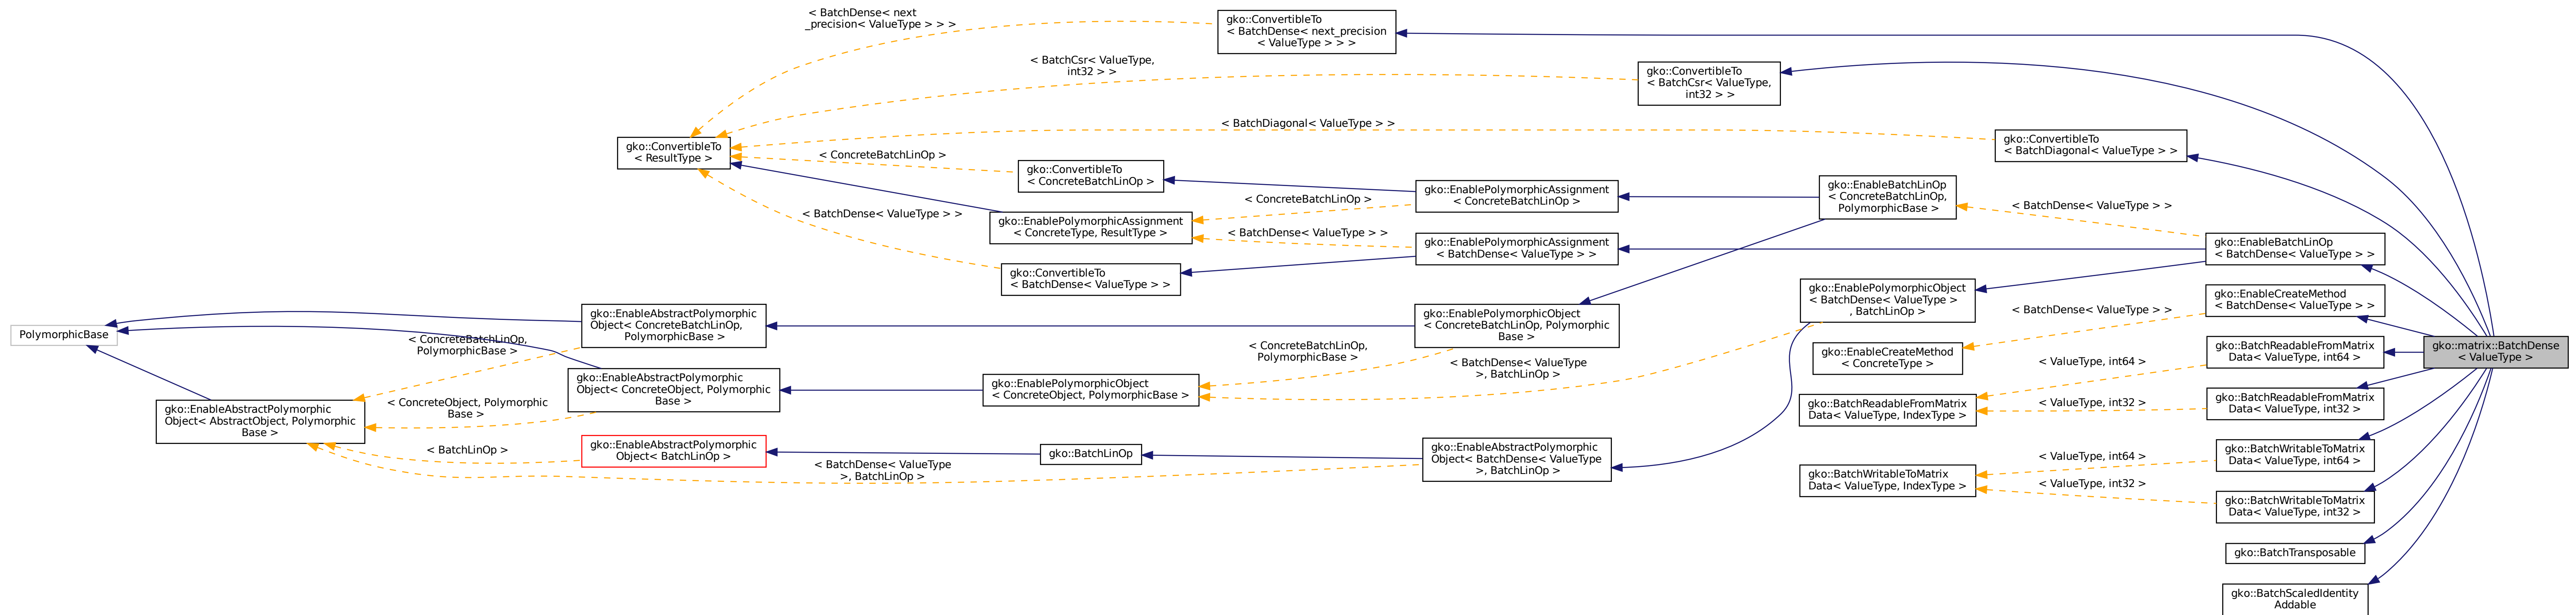 < BatchDense< next
_precision< ValueType > > >
gko::ConvertibleTo
< BatchDense< next_precision
< ValueType > > >
< BatchCsr< ValueType,
int32 > >
gko::ConvertibleTo
< BatchCsr< ValueType,
int32 > >
gko::ConvertibleTo
< ResultType >
< BatchDiagonal< ValueType > >
gko::ConvertibleTo
< BatchDiagonal< ValueType > >
< ConcreteBatchLinOp >
gko::ConvertibleTo
< ConcreteBatchLinOp >
gko::EnablePolymorphicAssignment
< ConcreteBatchLinOp >
gko::EnableBatchLinOp
< ConcreteBatchLinOp,
PolymorphicBase >
< BatchDense< ValueType > >
< ConcreteBatchLinOp >
< BatchDense< ValueType > >
gko::EnablePolymorphicAssignment
< ConcreteType, ResultType >
< BatchDense< ValueType > >
gko::EnablePolymorphicAssignment
< BatchDense< ValueType > >
gko::EnableBatchLinOp
< BatchDense< ValueType > >
gko::ConvertibleTo
< BatchDense< ValueType > >
gko::EnablePolymorphicObject
< BatchDense< ValueType >
, BatchLinOp >
gko::EnableCreateMethod
< BatchDense< ValueType > >
< BatchDense< ValueType > >
PolymorphicBase
gko::EnableAbstractPolymorphic
Object< ConcreteBatchLinOp,
PolymorphicBase >
gko::EnablePolymorphicObject
< ConcreteBatchLinOp, Polymorphic
Base >
gko::EnableCreateMethod
< ConcreteType >
gko::BatchReadableFromMatrix
Data< ValueType, int64 >
gko::matrix::BatchDense
< ValueType >
< ConcreteBatchLinOp,
PolymorphicBase >
< ConcreteBatchLinOp,
PolymorphicBase >
< BatchDense< ValueType
>, BatchLinOp >
< ValueType, int64 >
gko::EnableAbstractPolymorphic
Object< ConcreteObject, Polymorphic
Base >
gko::EnablePolymorphicObject
< ConcreteObject, PolymorphicBase >
gko::BatchReadableFromMatrix
Data< ValueType, IndexType >
< ValueType, int32 >
gko::BatchReadableFromMatrix
Data< ValueType, int32 >
gko::EnableAbstractPolymorphic
Object< AbstractObject, Polymorphic
Base >
< ConcreteObject, Polymorphic
Base >
< BatchLinOp >
gko::EnableAbstractPolymorphic
Object< BatchLinOp >
gko::BatchLinOp
gko::EnableAbstractPolymorphic
Object< BatchDense< ValueType
>, BatchLinOp >
< BatchDense< ValueType
>, BatchLinOp >
gko::BatchWritableToMatrix
Data< ValueType, IndexType >
< ValueType, int64 >
gko::BatchWritableToMatrix
Data< ValueType, int64 >
< ValueType, int32 >
gko::BatchWritableToMatrix
Data< ValueType, int32 >
gko::BatchTransposable
gko::BatchScaledIdentity
Addable